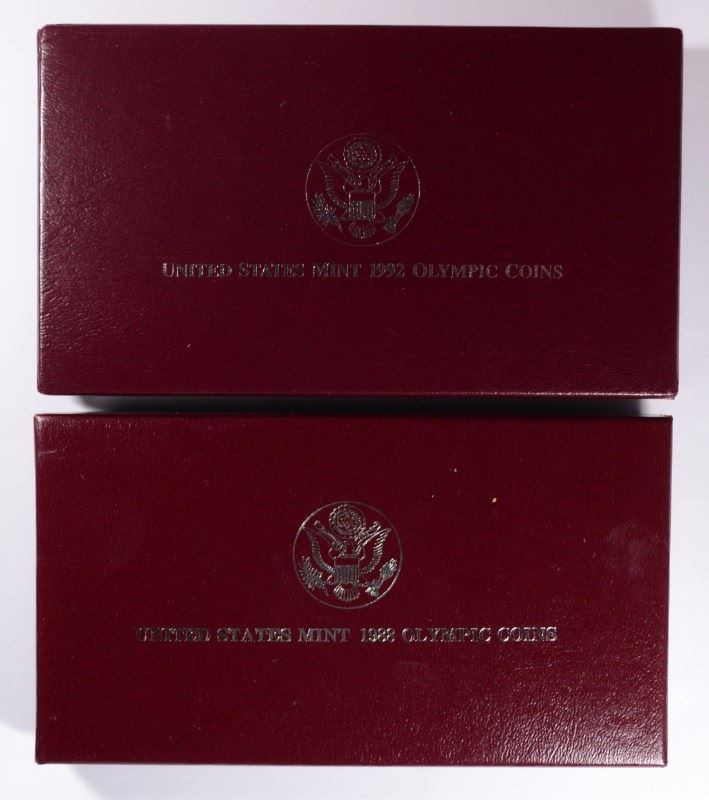 UNITED STATES MINT 1992 OLYMPIC COINS
UNITED STATES MINT 1988 OLYMPIC COINS